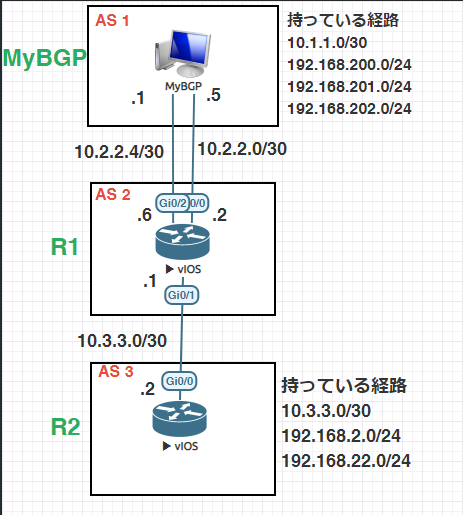 AS 1
持っている経路
10.1.1.0/30
192.168.200.0/24
192.168.201.0/24
192.168.202.0/24
MyBGP
MyBGP
.1
.5
10.2.2.4/30
10.2.2.0/30
AS 2
Gi0/2
0/0
.6
.2
R1
vIOS
.1
Gi0/1
10.3.3.0/30
AS 3
Gi0/0
.2
持っている経路
10.3.3.0/30
192.168.2.0/24
192.168.22.0/24
R2
vIOS